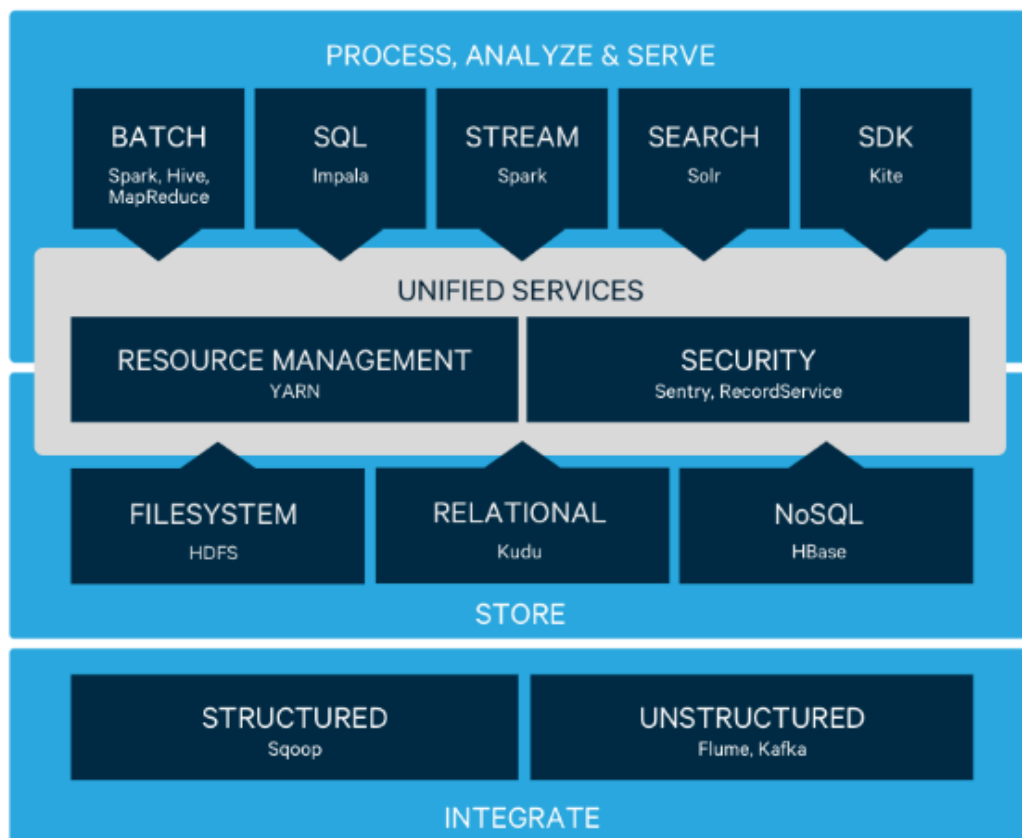 PROCESS, ANALYZE & SERVE
BATCH
Spark, Hive,
MapReduce
SQL
Impala
STREAM
Spark
SEARCH
Solr
SDK
Kite
UNIFIED SERVICES
RESOURCE MANAGEMENT
YARN
SECURITY
Sentry, RecordService
FILESYSTEM
HDFS
RELATIONAL
Kudu
NoSQL
HBase
STORE
STRUCTURED
Sqoop
UNSTRUCTURED
Flume, Kafka
INTEGRATE